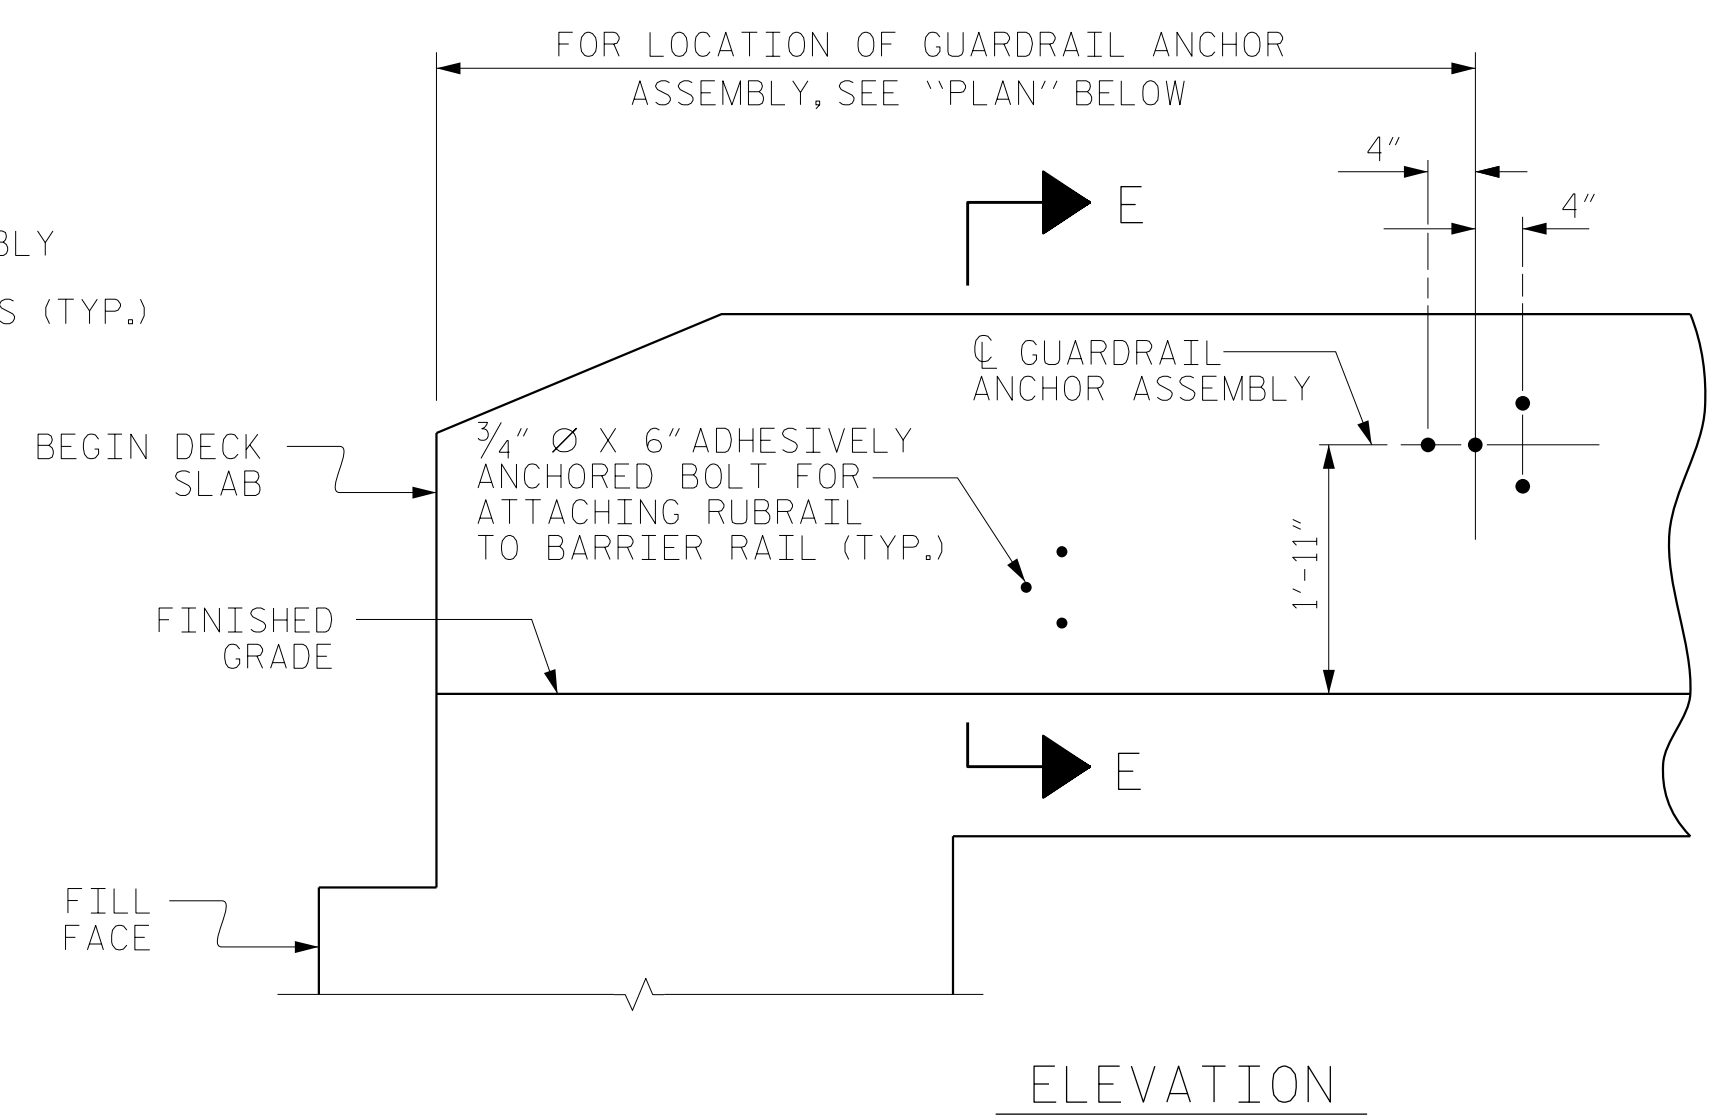 FOR LOCATION OF GUARDRAIL ANCHOR
ASSEMBLY, SEE ‘‘PLAN’’ BELOW
4"
4"
E
BLY
S (TYP.)
℄ GUARDRAIL
ANCHOR ASSEMBLY
BEGIN DECK
SLAB
3/4" Ø X 6" ADHESIVELY
ANCHORED BOLT FOR
ATTACHING RUBRAIL
TO BARRIER RAIL (TYP.)
1'-11"
FINISHED
GRADE
E
FILL
FACE
ELEVATION